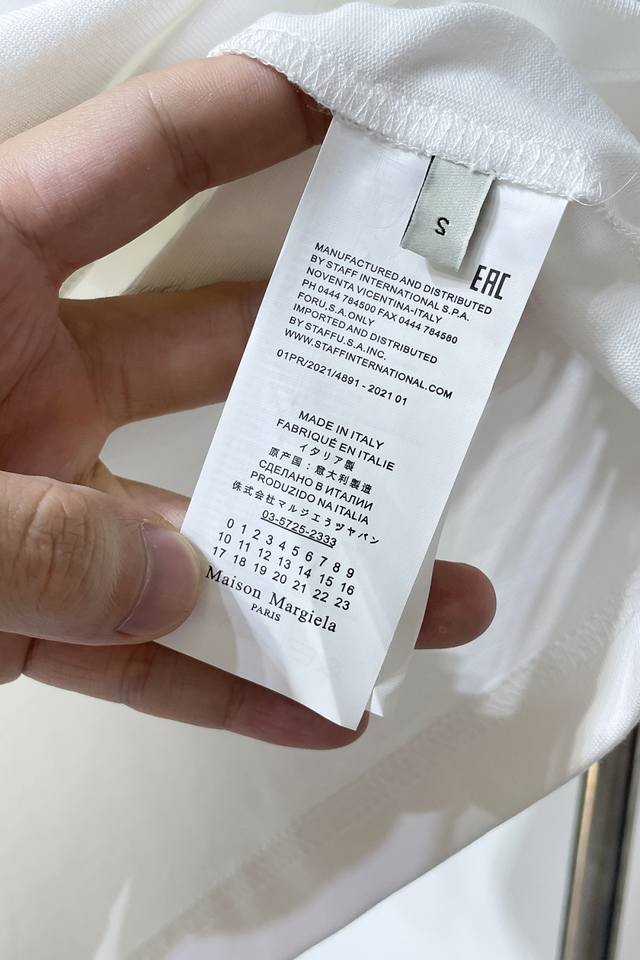 S
EAC
MANUFACTURED AND DISTRIBUTED
BY STAFF INTERNATIONAL S.P.A.
NOVENTA VICENTINA-ITALY
PH 0444 784500 FAX 0444 784580
FORU,S.A.ONLY
IMPORTED AND DISTRIBUTED
BY STAFFU.S.A.INC.
WWW.STAFFINTERNATIONAL.COM
01PR/2021/4891 - 2021 01
MADE IN ITALY
FABRIQUÉ EN ITALIE
イタリア製
原产国：意大利製造
СДЕЛАНО В ИТАЛИИ
PRODUZIDO NA ITALIA
株式会社マルジェラジャパン
03-5725-2333
0 1 2 3 4 5 6 7 8 9
10 11 12 13 14 15 16
17 18 19 20 21 22 23
Maison Margiela
PARIS